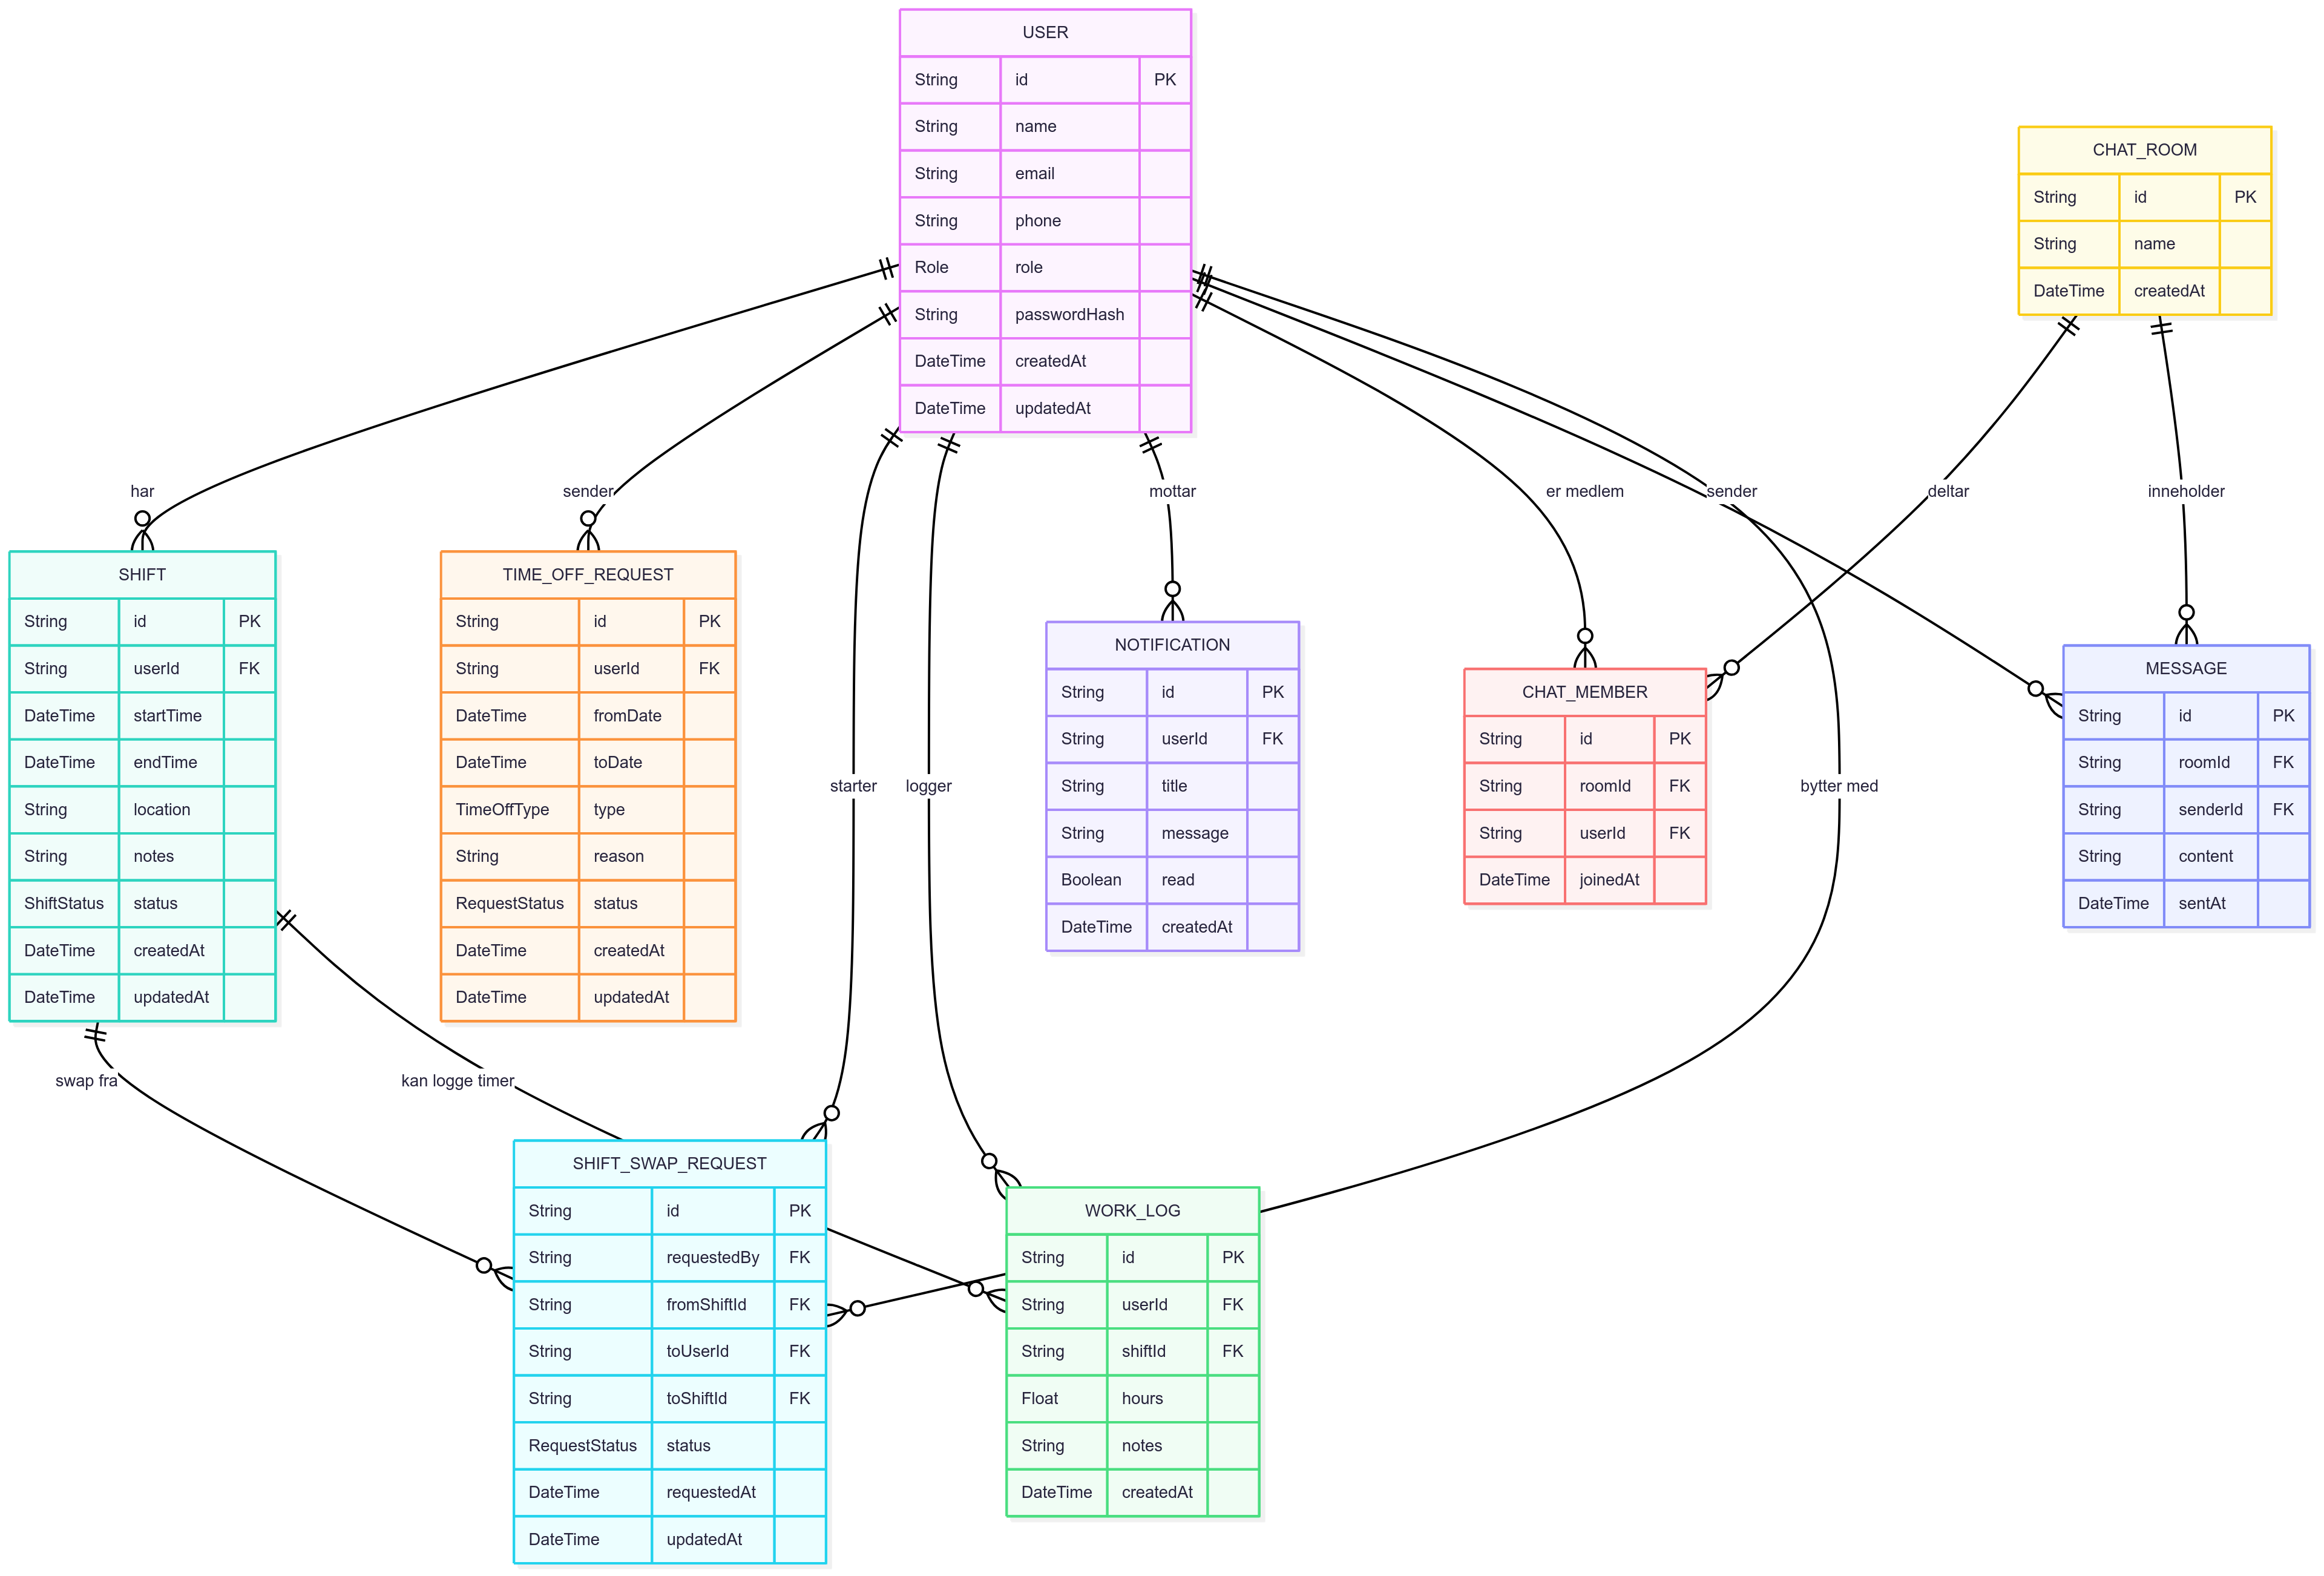 USER
String id PK
String name
String email
String phone
Role role
String passwordHash
DateTime createdAt
DateTime updatedAt
CHAT_ROOM
String id PK
String name
DateTime createdAt
har
sender
mottar
er medlem
sender
deltar
inneholder
SHIFT
String id PK
String userId FK
DateTime startTime
DateTime endTime
String location
String notes
ShiftStatus status
DateTime createdAt
DateTime updatedAt
TIME_OFF_REQUEST
String id PK
String userId FK
DateTime fromDate
DateTime toDate
TimeOffType type
String reason
RequestStatus status
DateTime createdAt
DateTime updatedAt
starter
logger
NOTIFICATION
String id PK
String userId FK
String title
String message
Boolean read
DateTime createdAt
CHAT_MEMBER
String id PK
String roomId FK
String userId FK
DateTime joinedAt
bytter med
MESSAGE
String id PK
String roomId FK
String senderId FK
String content
DateTime sentAt
swap fra
kan logge timer
SHIFT_SWAP_REQUEST
String id PK
String requestedBy FK
String fromShiftId FK
String toUserId FK
String toShiftId FK
RequestStatus status
DateTime requestedAt
DateTime updatedAt
WORK_LOG
String id PK
String userId FK
String shiftId FK
Float hours
String notes
DateTime createdAt